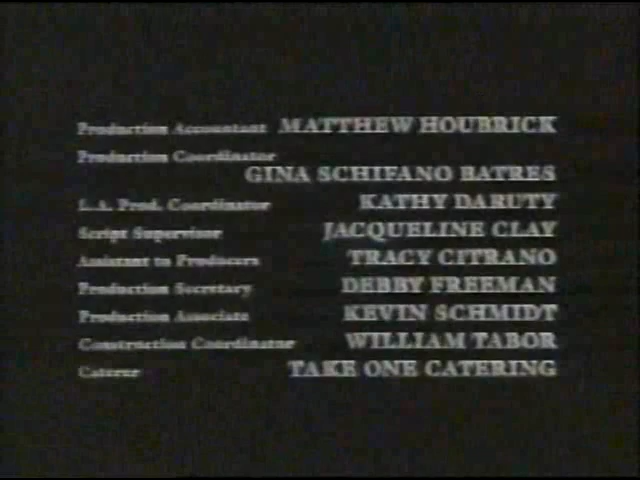 Production Accountant MATTHEW HOUBRICK
Production Coordinator
GINA SCHIFANO BATRES
L.A. Prod. Coordinator KATHY DARUTY
Script Supervisor JACQUELINE CLAY
Assistant to Producers TRACY CITRANO
Production Secretary DEBBY FREEMAN
Production Associate KEVIN SCHMIDT
Construction Coordinator WILLIAM TABOR
Caterer TAKE ONE CATERING